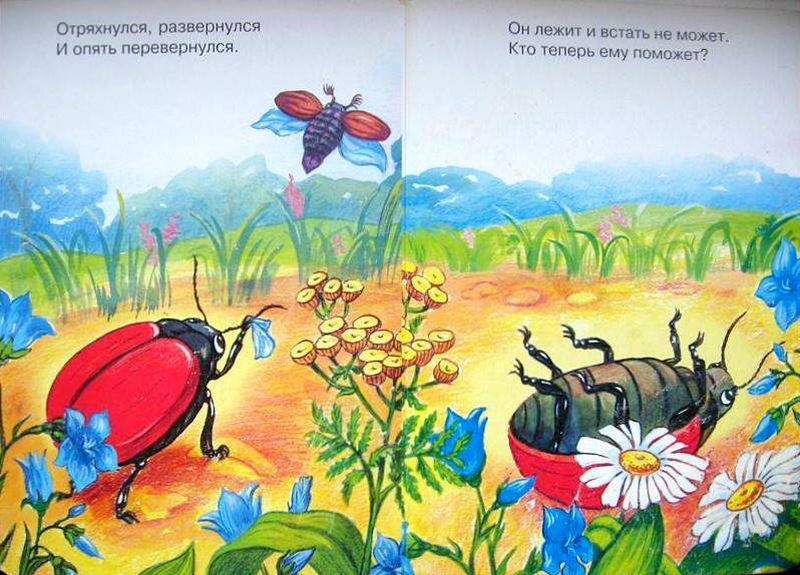 Отряхнулся, развернулся
И опять перевернулся.
Он лежит и встать не может.
Кто теперь ему поможет?